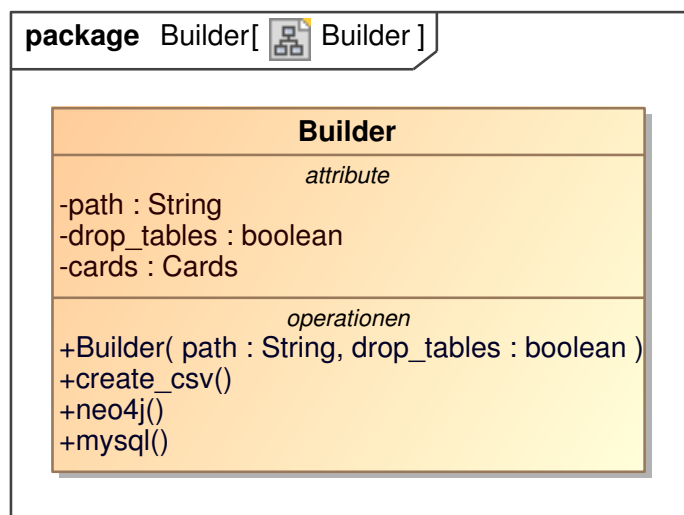 package Builder[ Builder ]
Builder
attribute
-path : String
-drop_tables : boolean
-cards : Cards
operationen
+Builder( path : String, drop_tables : boolean )
+create_csv()
+neo4j()
+mysql()